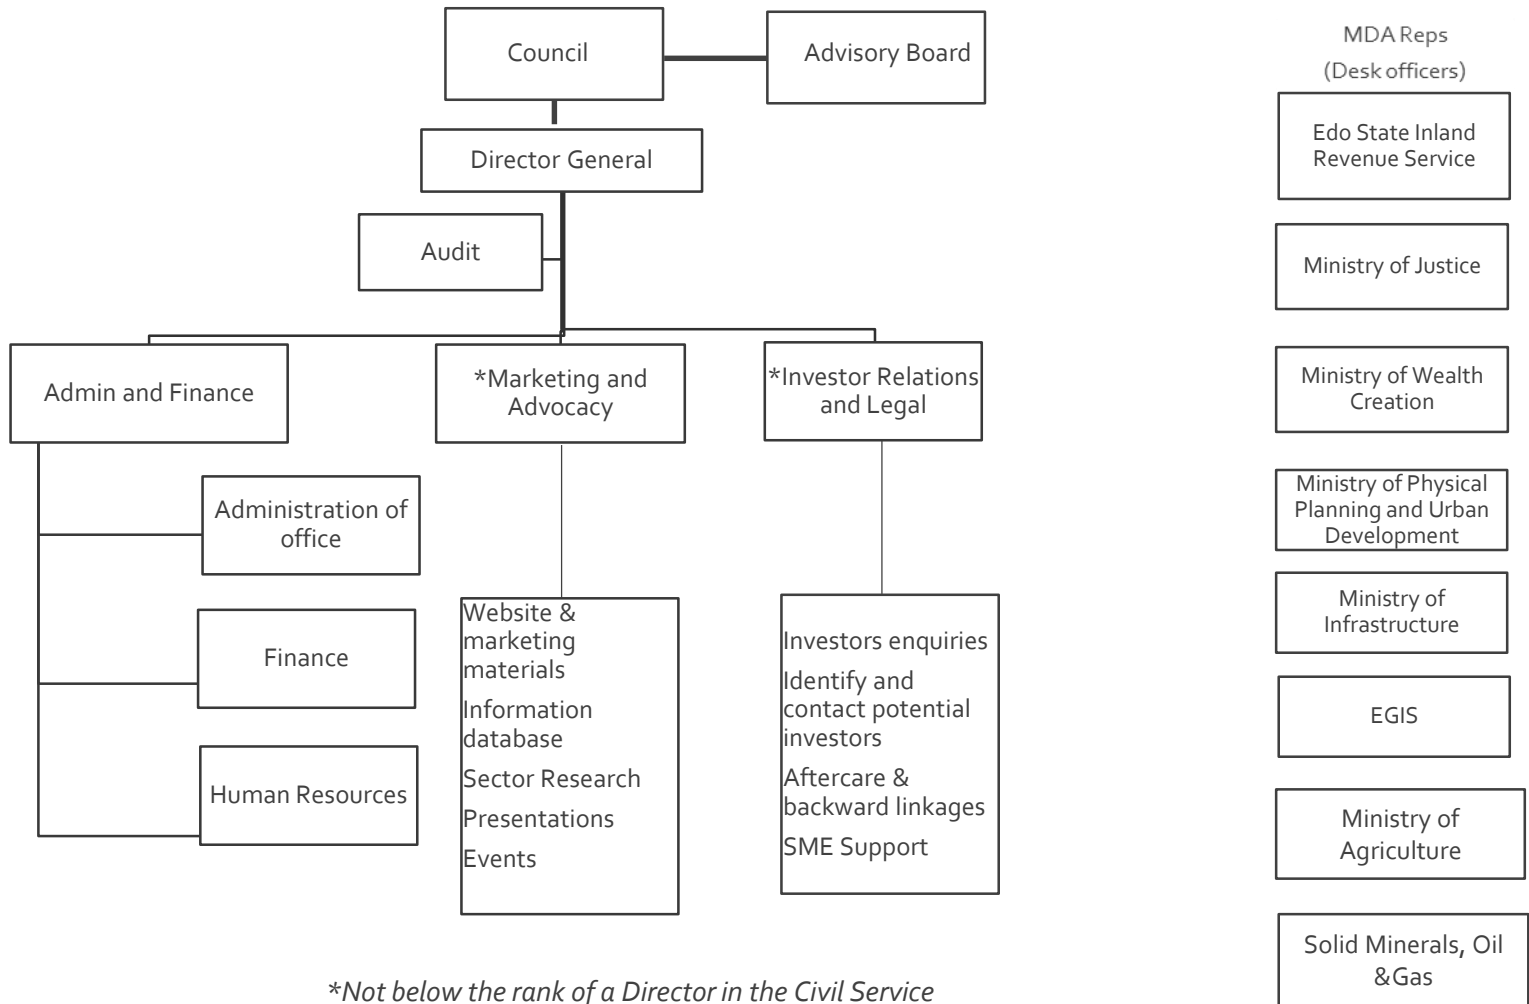 Council
Advisory Board
Director General
Audit
Admin and Finance
*Marketing and
Advocacy
*Investor Relations
and Legal
Administration of
office
Finance
Human Resources
Website &
marketing
materials
Information
database
Sector Research
Presentations
Events
Investors enquiries
Identify and
contact potential
investors
Aftercare &
backward linkages
SME Support
*Not below the rank of a Director in the Civil Service
MDA Reps
(Desk officers)
Edo State Inland
Revenue Service
Ministry of Justice
Ministry of Wealth
Creation
Ministry of Physical
Planning and Urban
Development
Ministry of
Infrastructure
EGIS
Ministry of
Agriculture
Solid Minerals, Oil
&Gas